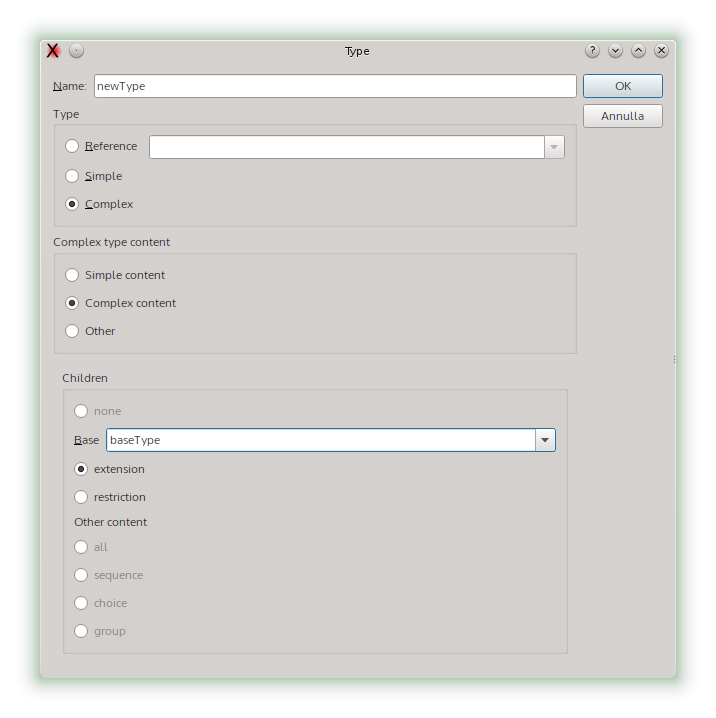 Type
Name: newType OK
Type Annulla
Reference
Simple
Complex
Complex type content
Simple content
Complex content
Other
Children
none
Base baseType
extension
restriction
Other content
all
sequence
choice
group